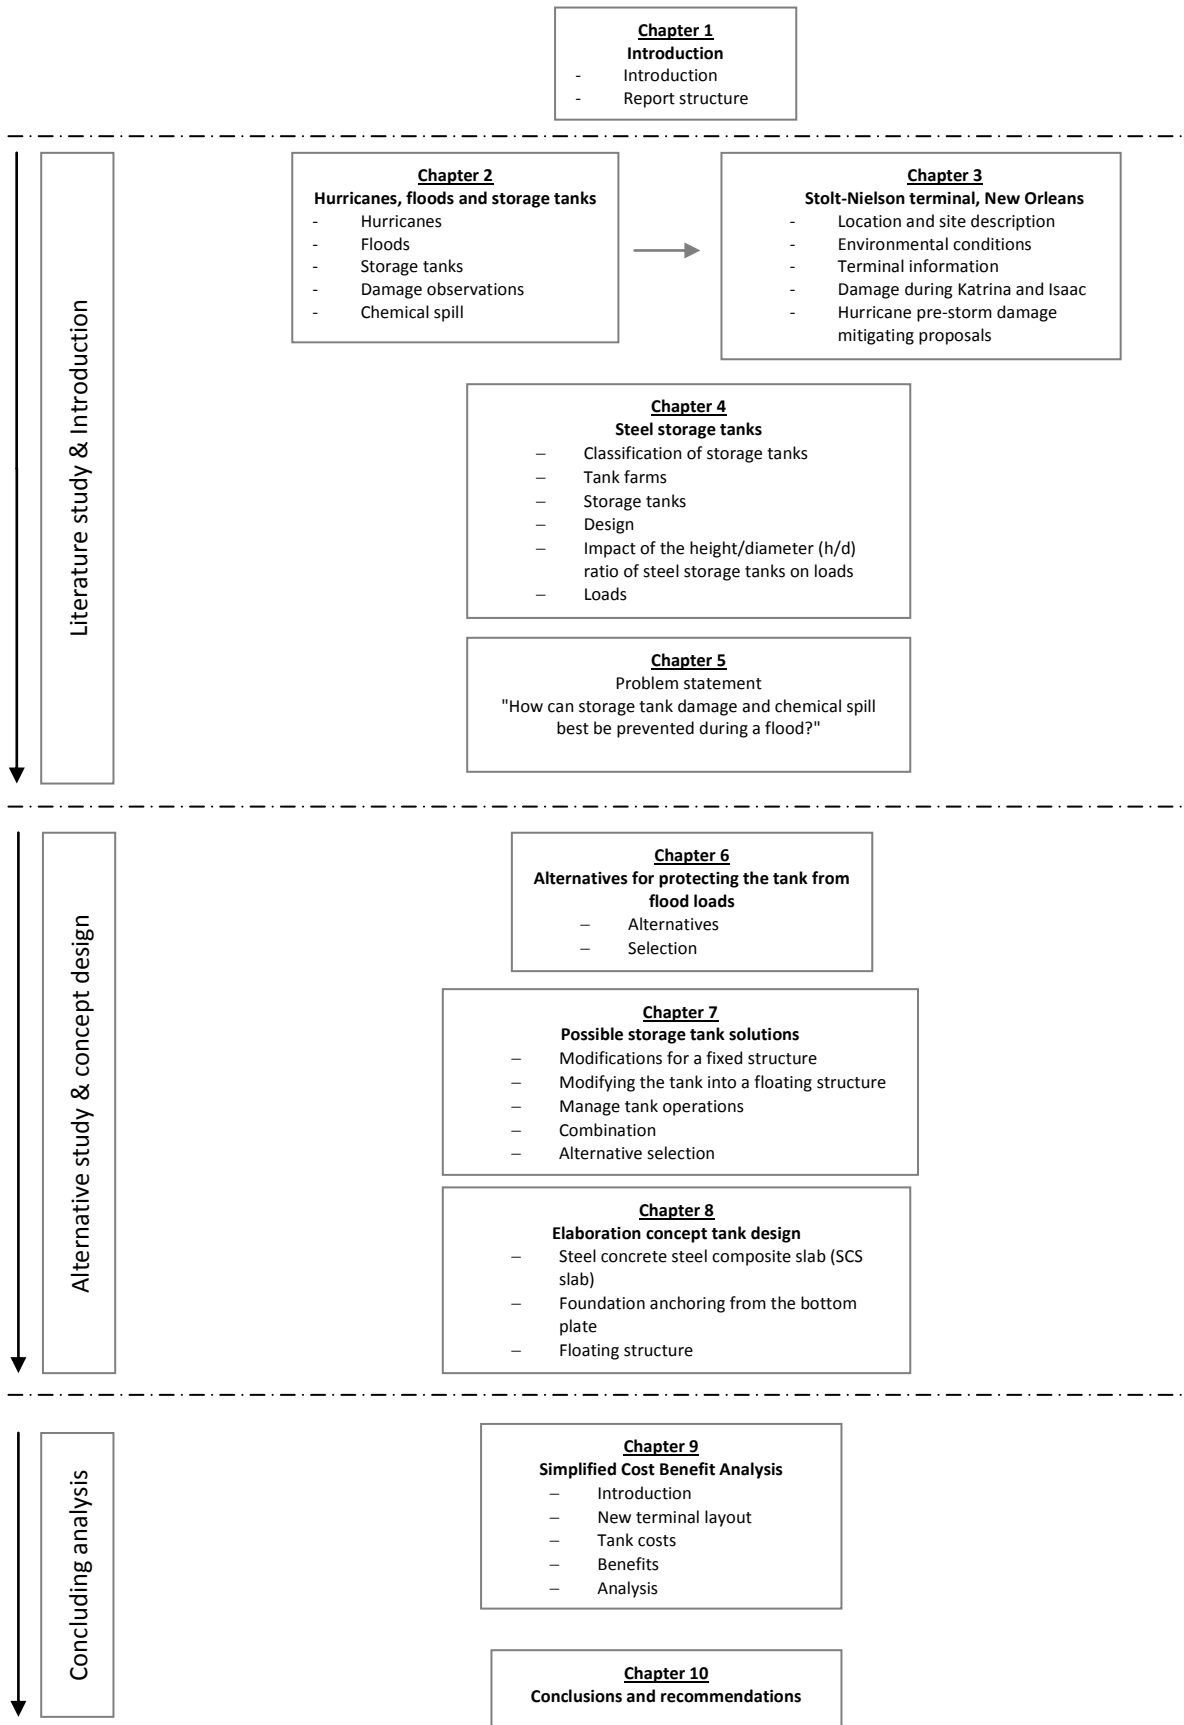 Chapter 1
Introduction
- Introduction
- Report structure
Literature study & Introduction
Chapter 2
Hurricanes, floods and storage tanks
- Hurricanes
- Floods
- Storage tanks
- Damage observations
- Chemical spill
Chapter 3
Stolt-Nielson terminal, New Orleans
- Location and site description
- Environmental conditions
- Terminal information
- Damage during Katrina and Isaac
- Hurricane pre-storm damage
mitigating proposals
Chapter 4
Steel storage tanks
– Classification of storage tanks
– Tank farms
– Storage tanks
– Design
– Impact of the height/diameter (h/d)
ratio of steel storage tanks on loads
– Loads
Chapter 5
Problem statement
"How can storage tank damage and chemical spill
best be prevented during a flood?"
Alternative study & concept design
Chapter 6
Alternatives for protecting the tank from
flood loads
– Alternatives
– Selection
Chapter 7
Possible storage tank solutions
– Modifications for a fixed structure
– Modifying the tank into a floating structure
– Manage tank operations
– Combination
– Alternative selection
Chapter 8
Elaboration concept tank design
– Steel concrete steel composite slab (SCS
slab)
– Foundation anchoring from the bottom
plate
– Floating structure
Concluding analysis
Chapter 9
Simplified Cost Benefit Analysis
– Introduction
– New terminal layout
– Tank costs
– Benefits
– Analysis
Chapter 10
Conclusions and recommendations